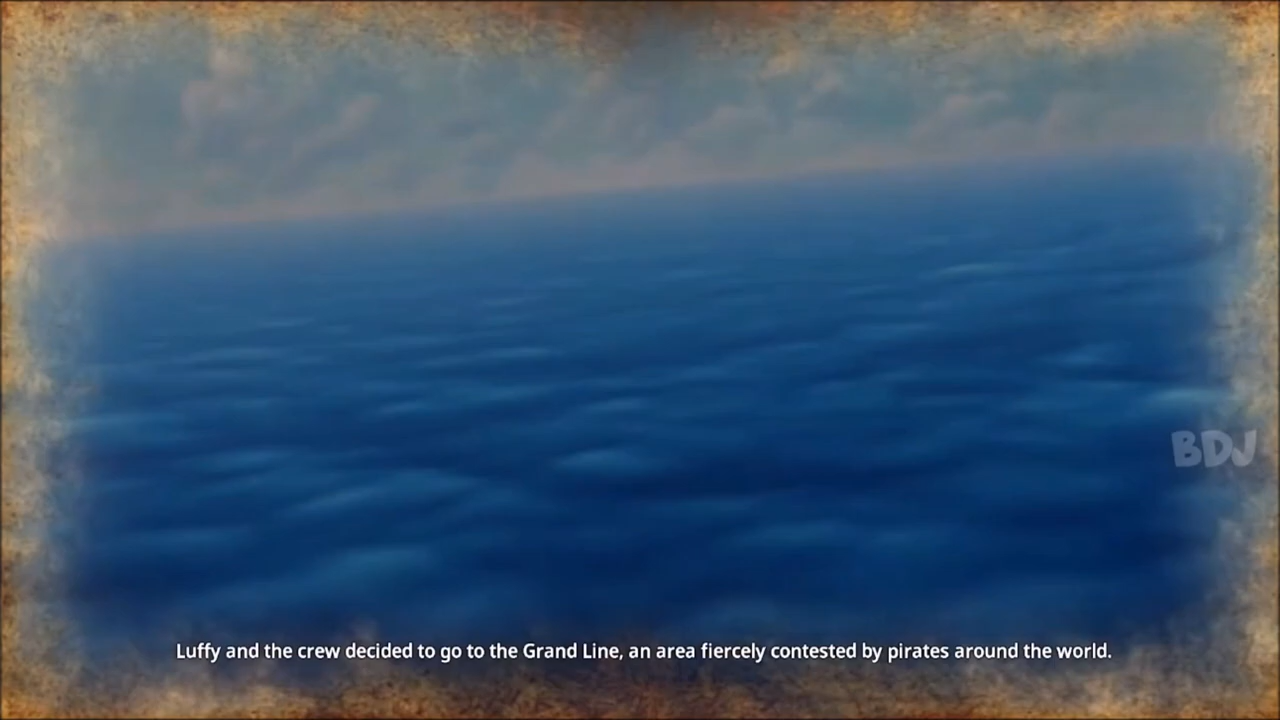 BDJ
Luffy and the crew decided to go to the Grand Line, an area fiercely contested by pirates around the world.